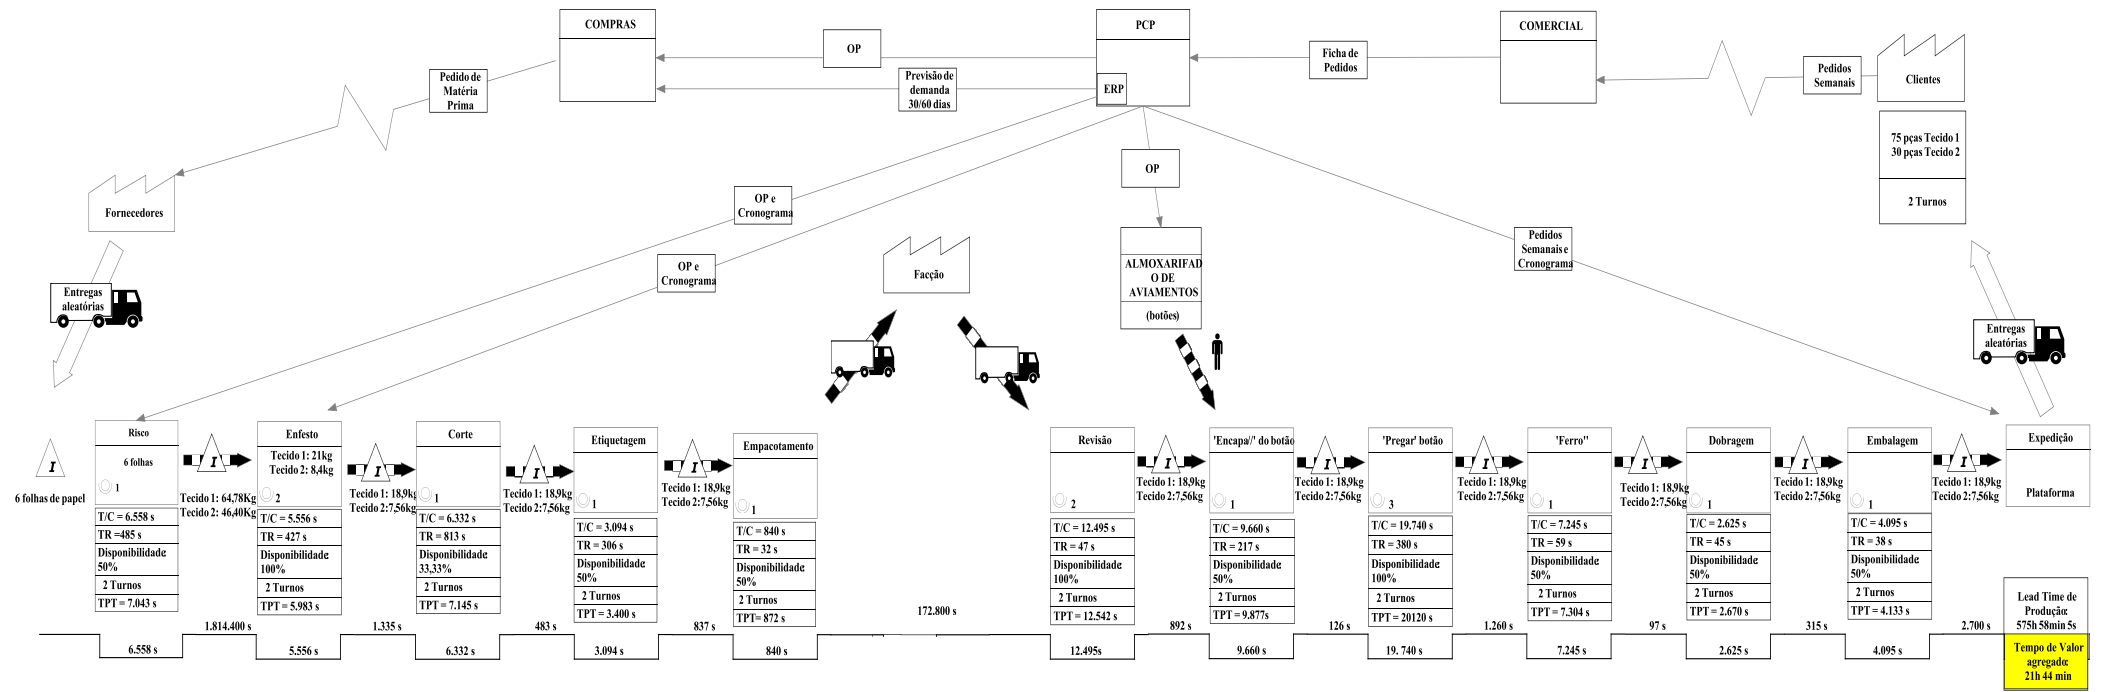 COMPRAS
PCP
COMERCIAL
OP
Ficha de
Pedidos
Pedidos
Semanais
Clientes
Pedido de
Matéria
Prima
Previsão de
demanda
30/60 dias
ERP
75 pças Tecido 1
30 pças Tecido 2
2 Turnos
OP
Fornecedores
OP e
Cronograma
OP e
Cronograma
Pedidos
Semanais e
Cronograma
Facção
ALMOXARIFAD
O DE
AVIAMENTOS
(botões)
Entregas
aleatórias
Entregas
aleatórias
I
6 folhas de papel
Risco
6 folhas
1
T/C = 6.558 s
TR =485 s
Disponibilidade
50%
2 Turnos
TPT = 7.043 s
I
Tecido 1: 64,78Kg
Tecido 2: 46,40Kg
Enfesto
Tecido 1: 21kg
Tecido 2: 8,4kg
2
T/C = 5.556 s
TR = 427 s
Disponibilidade
100%
2 Turnos
TPT = 5.983 s
I
Tecido 1: 18,9kg
Tecido 2:7,56kg
Corte
1
T/C = 6.332 s
TR = 813 s
Disponibilidade
33,33%
2 Turnos
TPT = 7.145 s
I
Tecido 1: 18,9kg
Tecido 2:7,56kg
Etiquetagem
1
T/C = 3.094 s
TR = 306 s
Disponibilidade
50%
2 Turnos
TPT = 3.400 s
I
Tecido 1: 18,9kg
Tecido 2:7,56kg
Empacotamento
1
T/C = 840 s
TR = 32 s
Disponibilidade
50%
2 Turnos
TPT= 872 s
Revisão
2
T/C = 12.495 s
TR = 47 s
Disponibilidade
100%
2 Turnos
TPT = 12.542 s
I
Tecido 1: 18,9kg
Tecido 2:7,56kg
'Encapa//' do botão
1
T/C = 9.660 s
TR = 217 s
Disponibilidade
50%
2 Turnos
TPT = 9.877s
I
Tecido 1: 18,9kg
Tecido 2:7,56kg
'Pregar' botão
3
T/C = 19.740 s
TR = 380 s
Disponibilidade
100%
2 Turnos
TPT = 20120 s
I
Tecido 1: 18,9kg
Tecido 2:7,56kg
'Ferro"
1
T/C = 7.245 s
TR = 59 s
Disponibilidade
50%
2 Turnos
TPT = 7.304 s
I
Tecido 1: 18,9kg
Tecido 2:7,56kg
Dobragem
1
T/C = 2.625 s
TR = 45 s
Disponibilidade
50%
2 Turnos
TPT = 2.670 s
I
Tecido 1: 18,9kg
Tecido 2:7,56kg
Embalagem
1
T/C = 4.095 s
TR = 38 s
Disponibilidade
50%
2 Turnos
TPT = 4.133 s
I
Tecido 1: 18,9kg
Tecido 2:7,56kg
Expedição
Plataforma
1.814.400 s
1.335 s
483 s
837 s
172.800 s
892 s
126 s
1.260 s
97 s
315 s
2.700 s
6.558 s
5.556 s
6.332 s
3.094 s
840 s
12.495s
9.660 s
19. 740 s
7.245 s
2.625 s
4.095 s
Lead Time de
Produção:
575h 58min 5s
Tempo de Valor
agregado:
21h 44 min